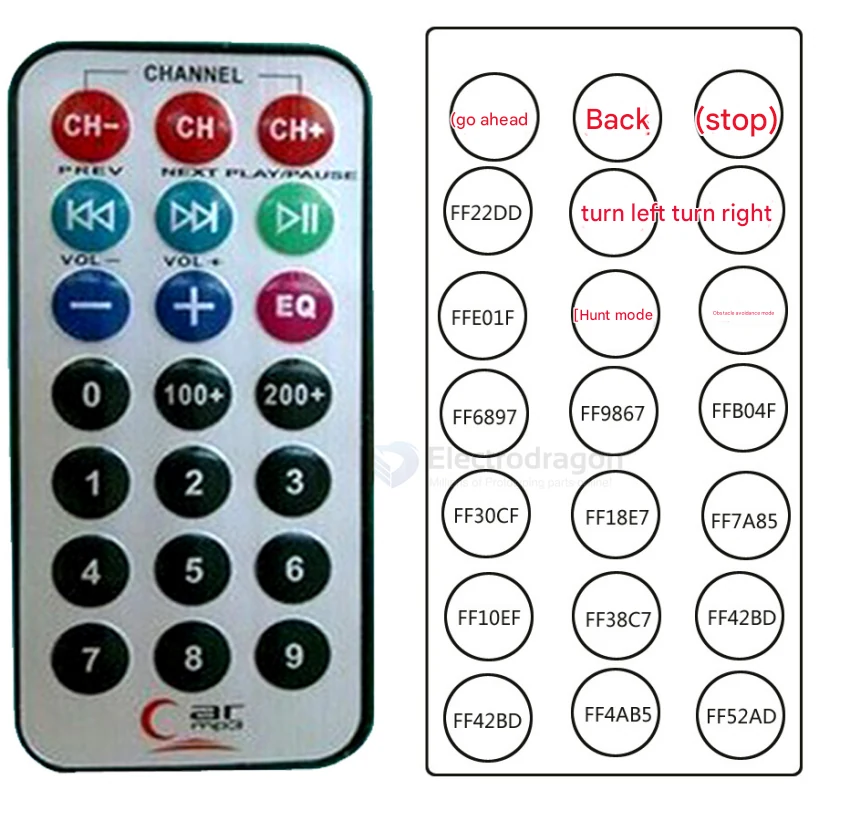 CHANNEL
CH−
CH
CH+
PREV
NEXT
PLAY/PAUSE
VOL −
VOL +
EQ
0
100+
200+
1
2
3
4
5
6
7
8
9
Car
mp3
(go ahead
Back
(stop)
FF22DD
turn left turn right
FFE01F
[Hunt mode
Obstacle avoidance mode
FF6897
FF9867
FFB04F
Electrodragon
FF30CF
FF18E7
FF7A85
FF10EF
FF38C7
FF42BD
FF42BD
FF4AB5
FF52AD